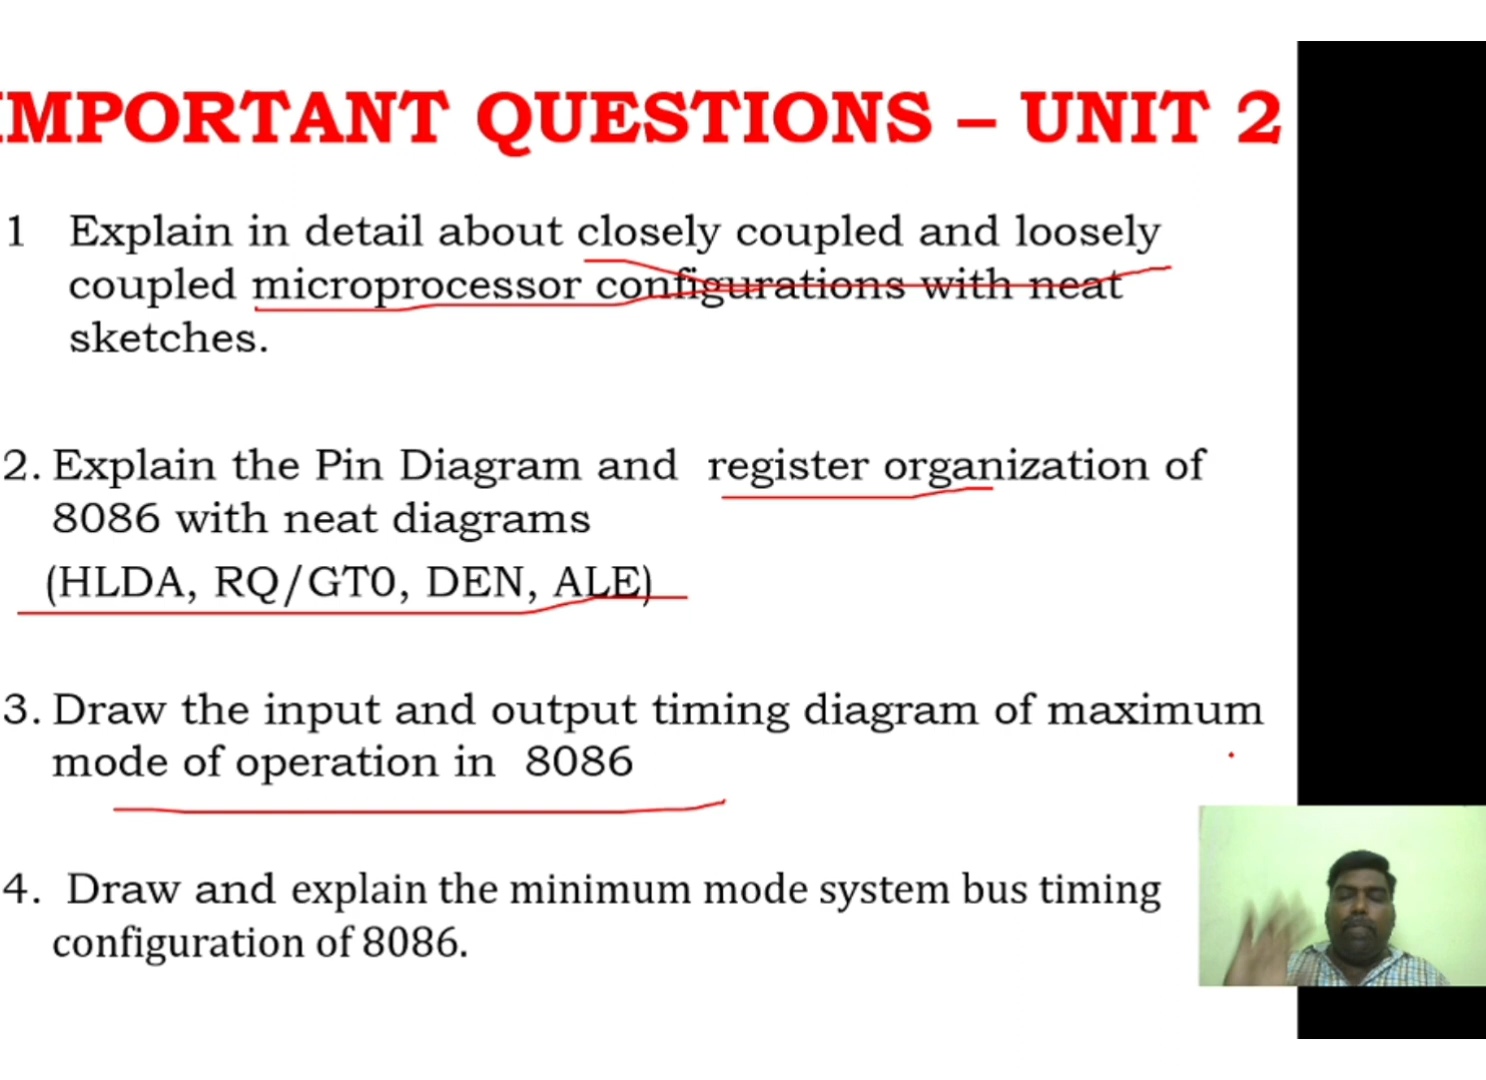 IMPORTANT QUESTIONS – UNIT 2
1 Explain in detail about closely coupled and loosely
coupled microprocessor configurations with neat
sketches.
2. Explain the Pin Diagram and register organization of
8086 with neat diagrams
(HLDA, RQ/GT0, DEN, ALE)
3. Draw the input and output timing diagram of maximum
mode of operation in 8086
4. Draw and explain the minimum mode system bus timing
configuration of 8086.